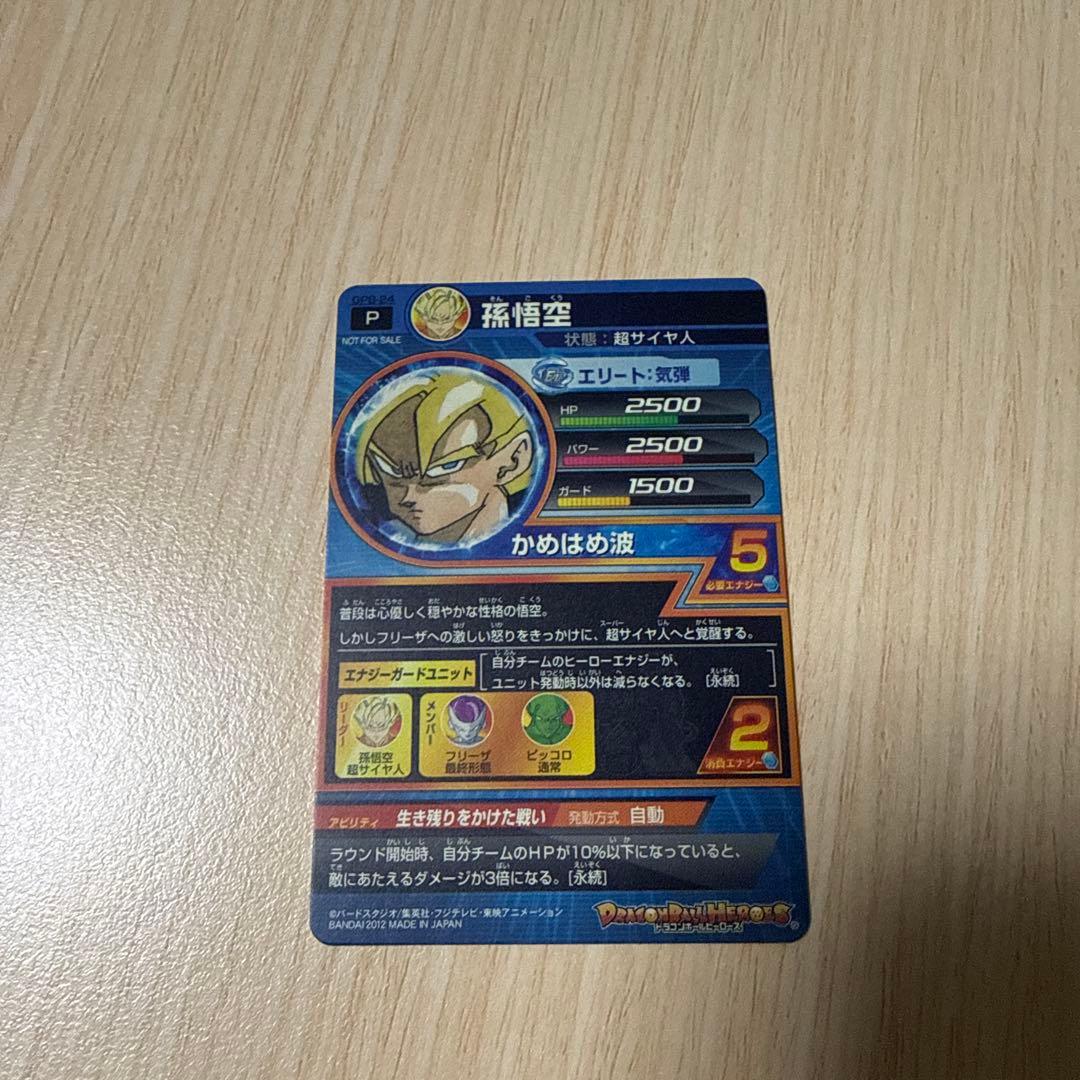 GPB-24
P
NOT FOR SALE
孫悟空
そんごくう
状態：超サイヤ人
エリート：気弾
HP 2500
パワー 2500
ガード 1500
かめはめ波
5
必要エナジー
普段は心優しく穏やかな性格の悟空。
しかしフリーザへの激しい怒りをきっかけに、超サイヤ人へと覚醒する。
エナジーガードユニット
自分チームのヒーローエナジーが、
ユニット発動時以外は減らなくなる。［永続］
リーダー
孫悟空
超サイヤ人
メンバー
フリーザ
最終形態
ピッコロ
通常
2
消費エナジー
アビリティ 生き残りをかけた戦い 発動方式 自動
ラウンド開始時、自分チームのHPが10%以下になっていると、
敵にあたえるダメージが3倍になる。［永続］
©バードスタジオ/集英社・フジテレビ・東映アニメーション
BANDAI 2012 MADE IN JAPAN
DRAGONBALL HEROES
ドラゴンボールヒーローズ